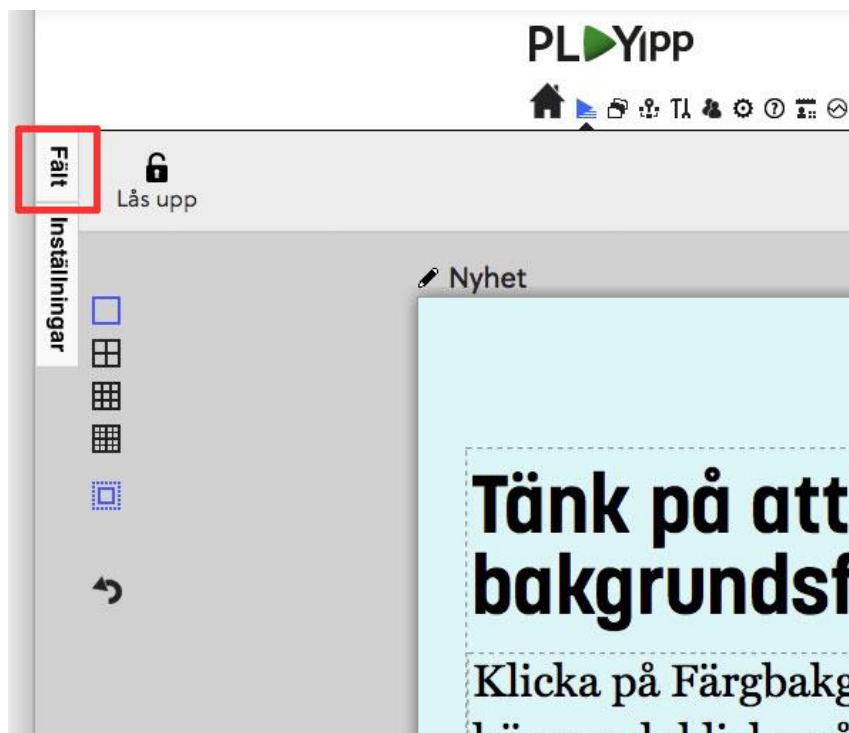 PLAYipp
Fält
Lås upp
Inställningar
Nyhet
Tänk på att
bakgrundsf
Klicka på Färgbakg